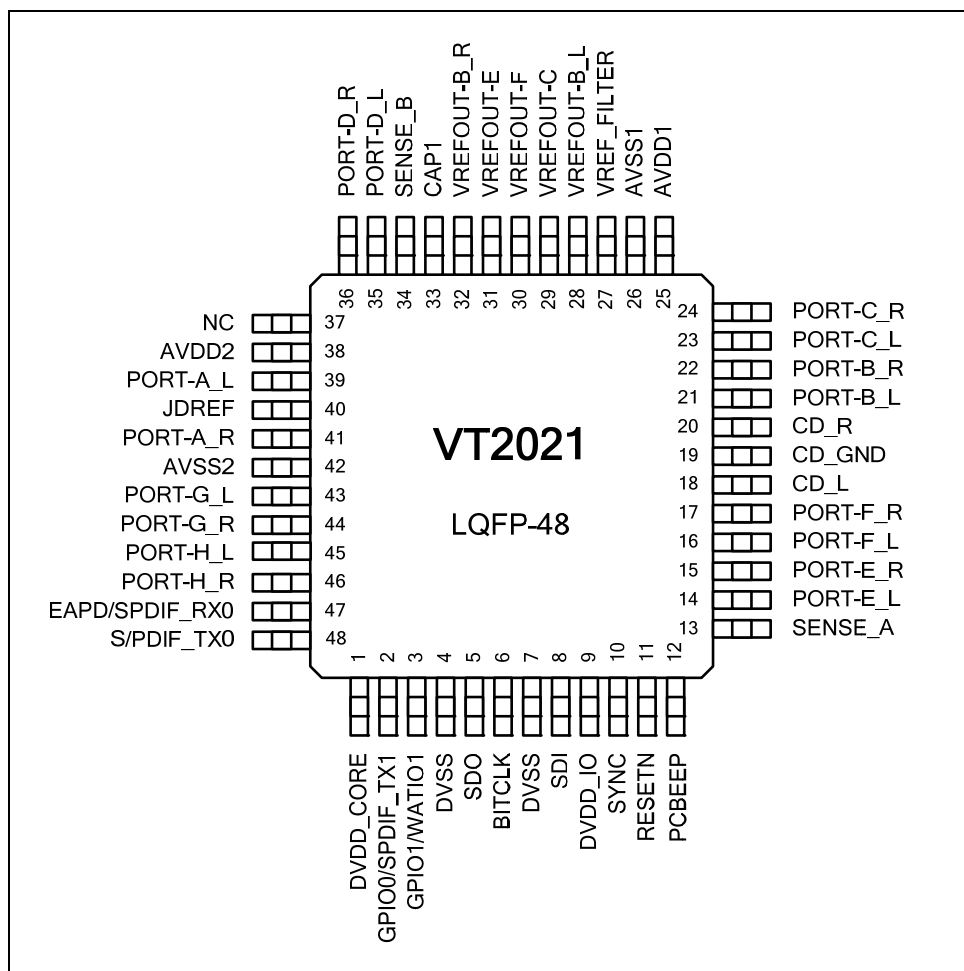 PORT-D_R
PORT-D_L
SENSE_B
CAP1
VREFOUT-B_R
VREFOUT-E
VREFOUT-F
VREFOUT-C
VREFOUT-B_L
VREF_FILTER
AVSS1
AVDD1
36
35
34
33
32
31
30
29
28
27
26
25
NC 37
AVDD2 38
PORT-A_L 39
JDREF 40
PORT-A_R 41
AVSS2 42
PORT-G_L 43
PORT-G_R 44
PORT-H_L 45
PORT-H_R 46
EAPD/SPDIF_RX0 47
S/PDIF_TX0 48
VT2021
LQFP-48
24 PORT-C_R
23 PORT-C_L
22 PORT-B_R
21 PORT-B_L
20 CD_R
19 CD_GND
18 CD_L
17 PORT-F_R
16 PORT-F_L
15 PORT-E_R
14 PORT-E_L
13 SENSE_A
1
2
3
4
5
6
7
8
9
10
11
12
DVDD_CORE
GPIO0/SPDIF_TX1
GPIO1/WATIO1
DVSS
SDO
BITCLK
DVSS
SDI
DVDD_IO
SYNC
RESETN
PCBEEP